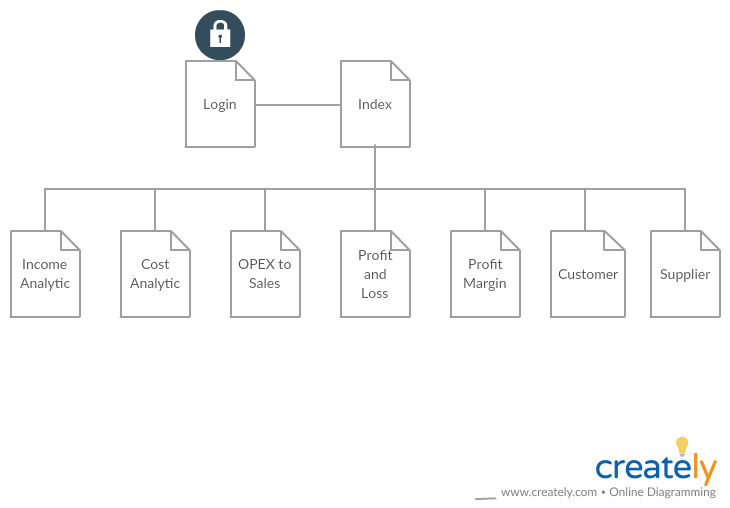 Login
Index
Income
Analytic
Cost
Analytic
OPEX to
Sales
Profit
and
Loss
Profit
Margin
Customer
Supplier
creately
www.creately.com • Online Diagramming